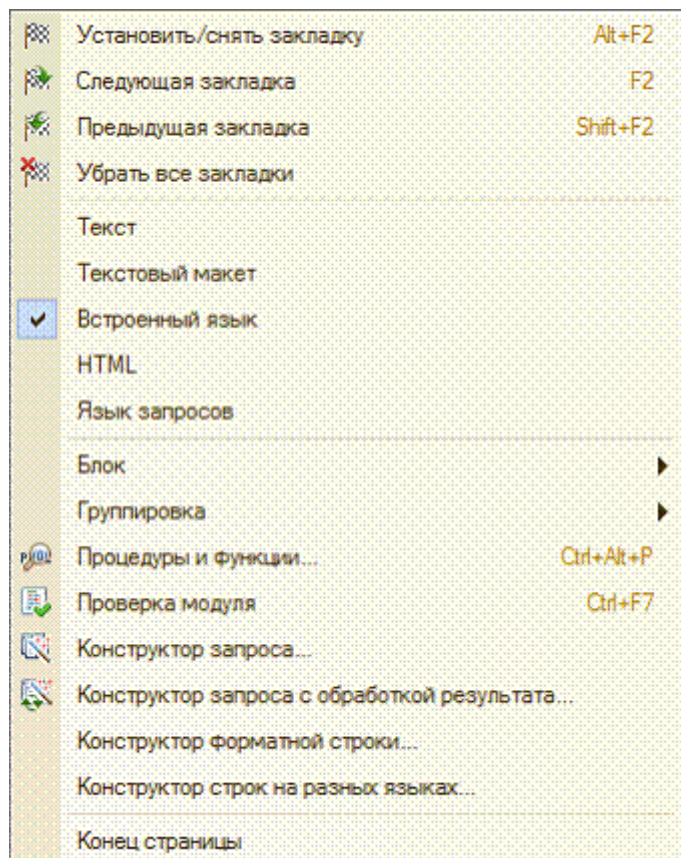 Установить/снять закладку Alt+F2
Следующая закладка F2
Предыдущая закладка Shift+F2
Убрать все закладки
Текст
Текстовый макет
Встроенный язык
HTML
Язык запросов
Блок
Группировка
Процедуры и функции... Ctrl+Alt+P
Проверка модуля Ctrl+F7
Конструктор запроса...
Конструктор запроса с обработкой результата...
Конструктор форматной строки...
Конструктор строк на разных языках...
Конец страницы